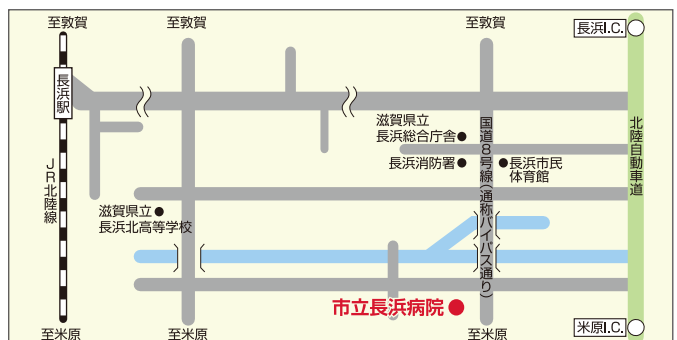 至敦賀
至敦賀
至敦賀
長浜I.C.
長浜駅
滋賀県立
長浜総合庁舎
国道8号線(通称バイパス通り)
北陸自動車道
長浜消防署
長浜市民
体育館
JR北陸線
滋賀県立
長浜北高等学校
市立長浜病院
至米原
至米原
至米原
米原I.C.